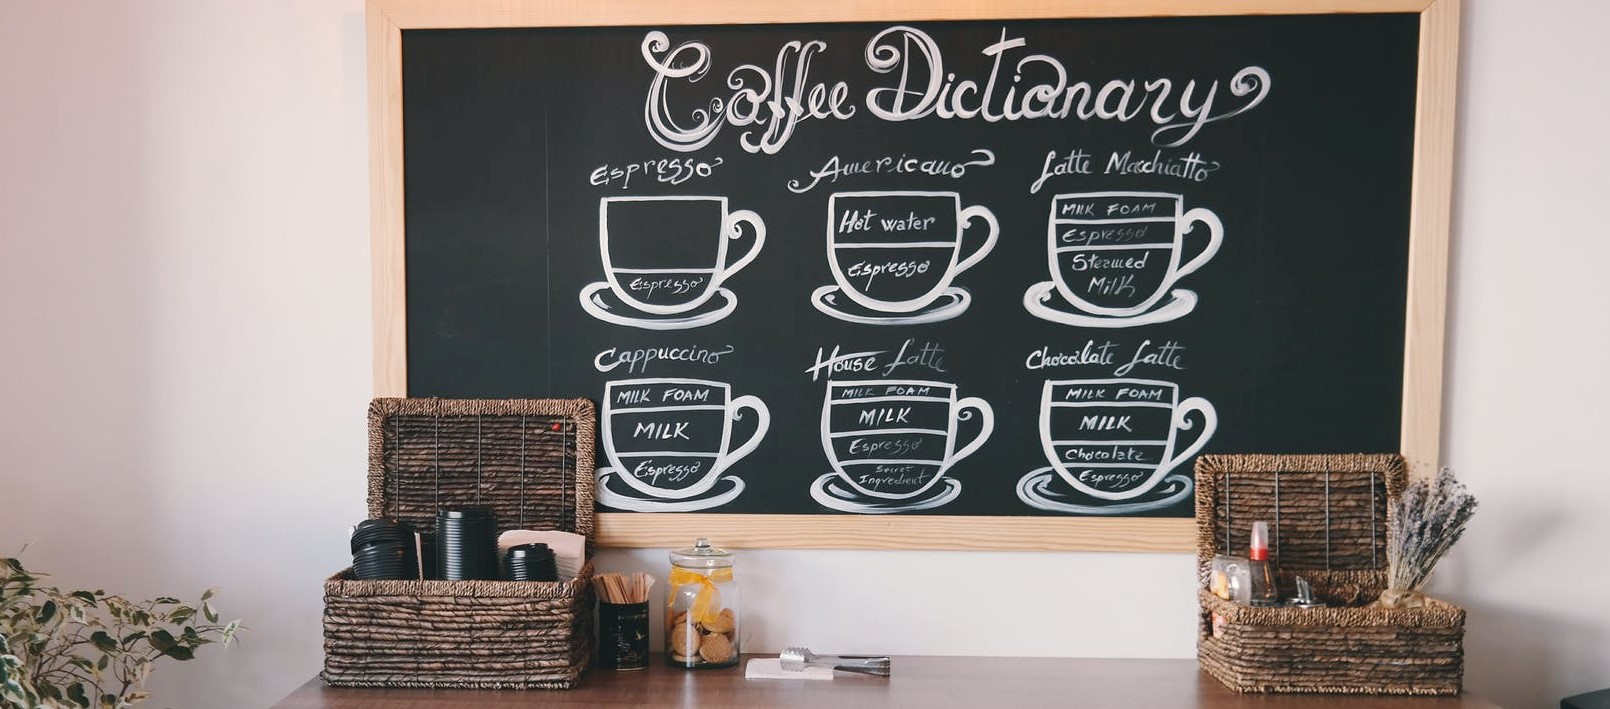 Coffee Dictionary
Espresso
Espresso
Americano
Hot water
Espresso
Latte Macchiatto
MILK FOAM
Espresso
Steamed
Milk
Cappuccino
MILK FOAM
MILK
Espresso
House Latte
MILK FOAM
MILK
Espresso
Secret
Ingredient
Chocolate Latte
MILK FOAM
MILK
Chocolate
Espresso